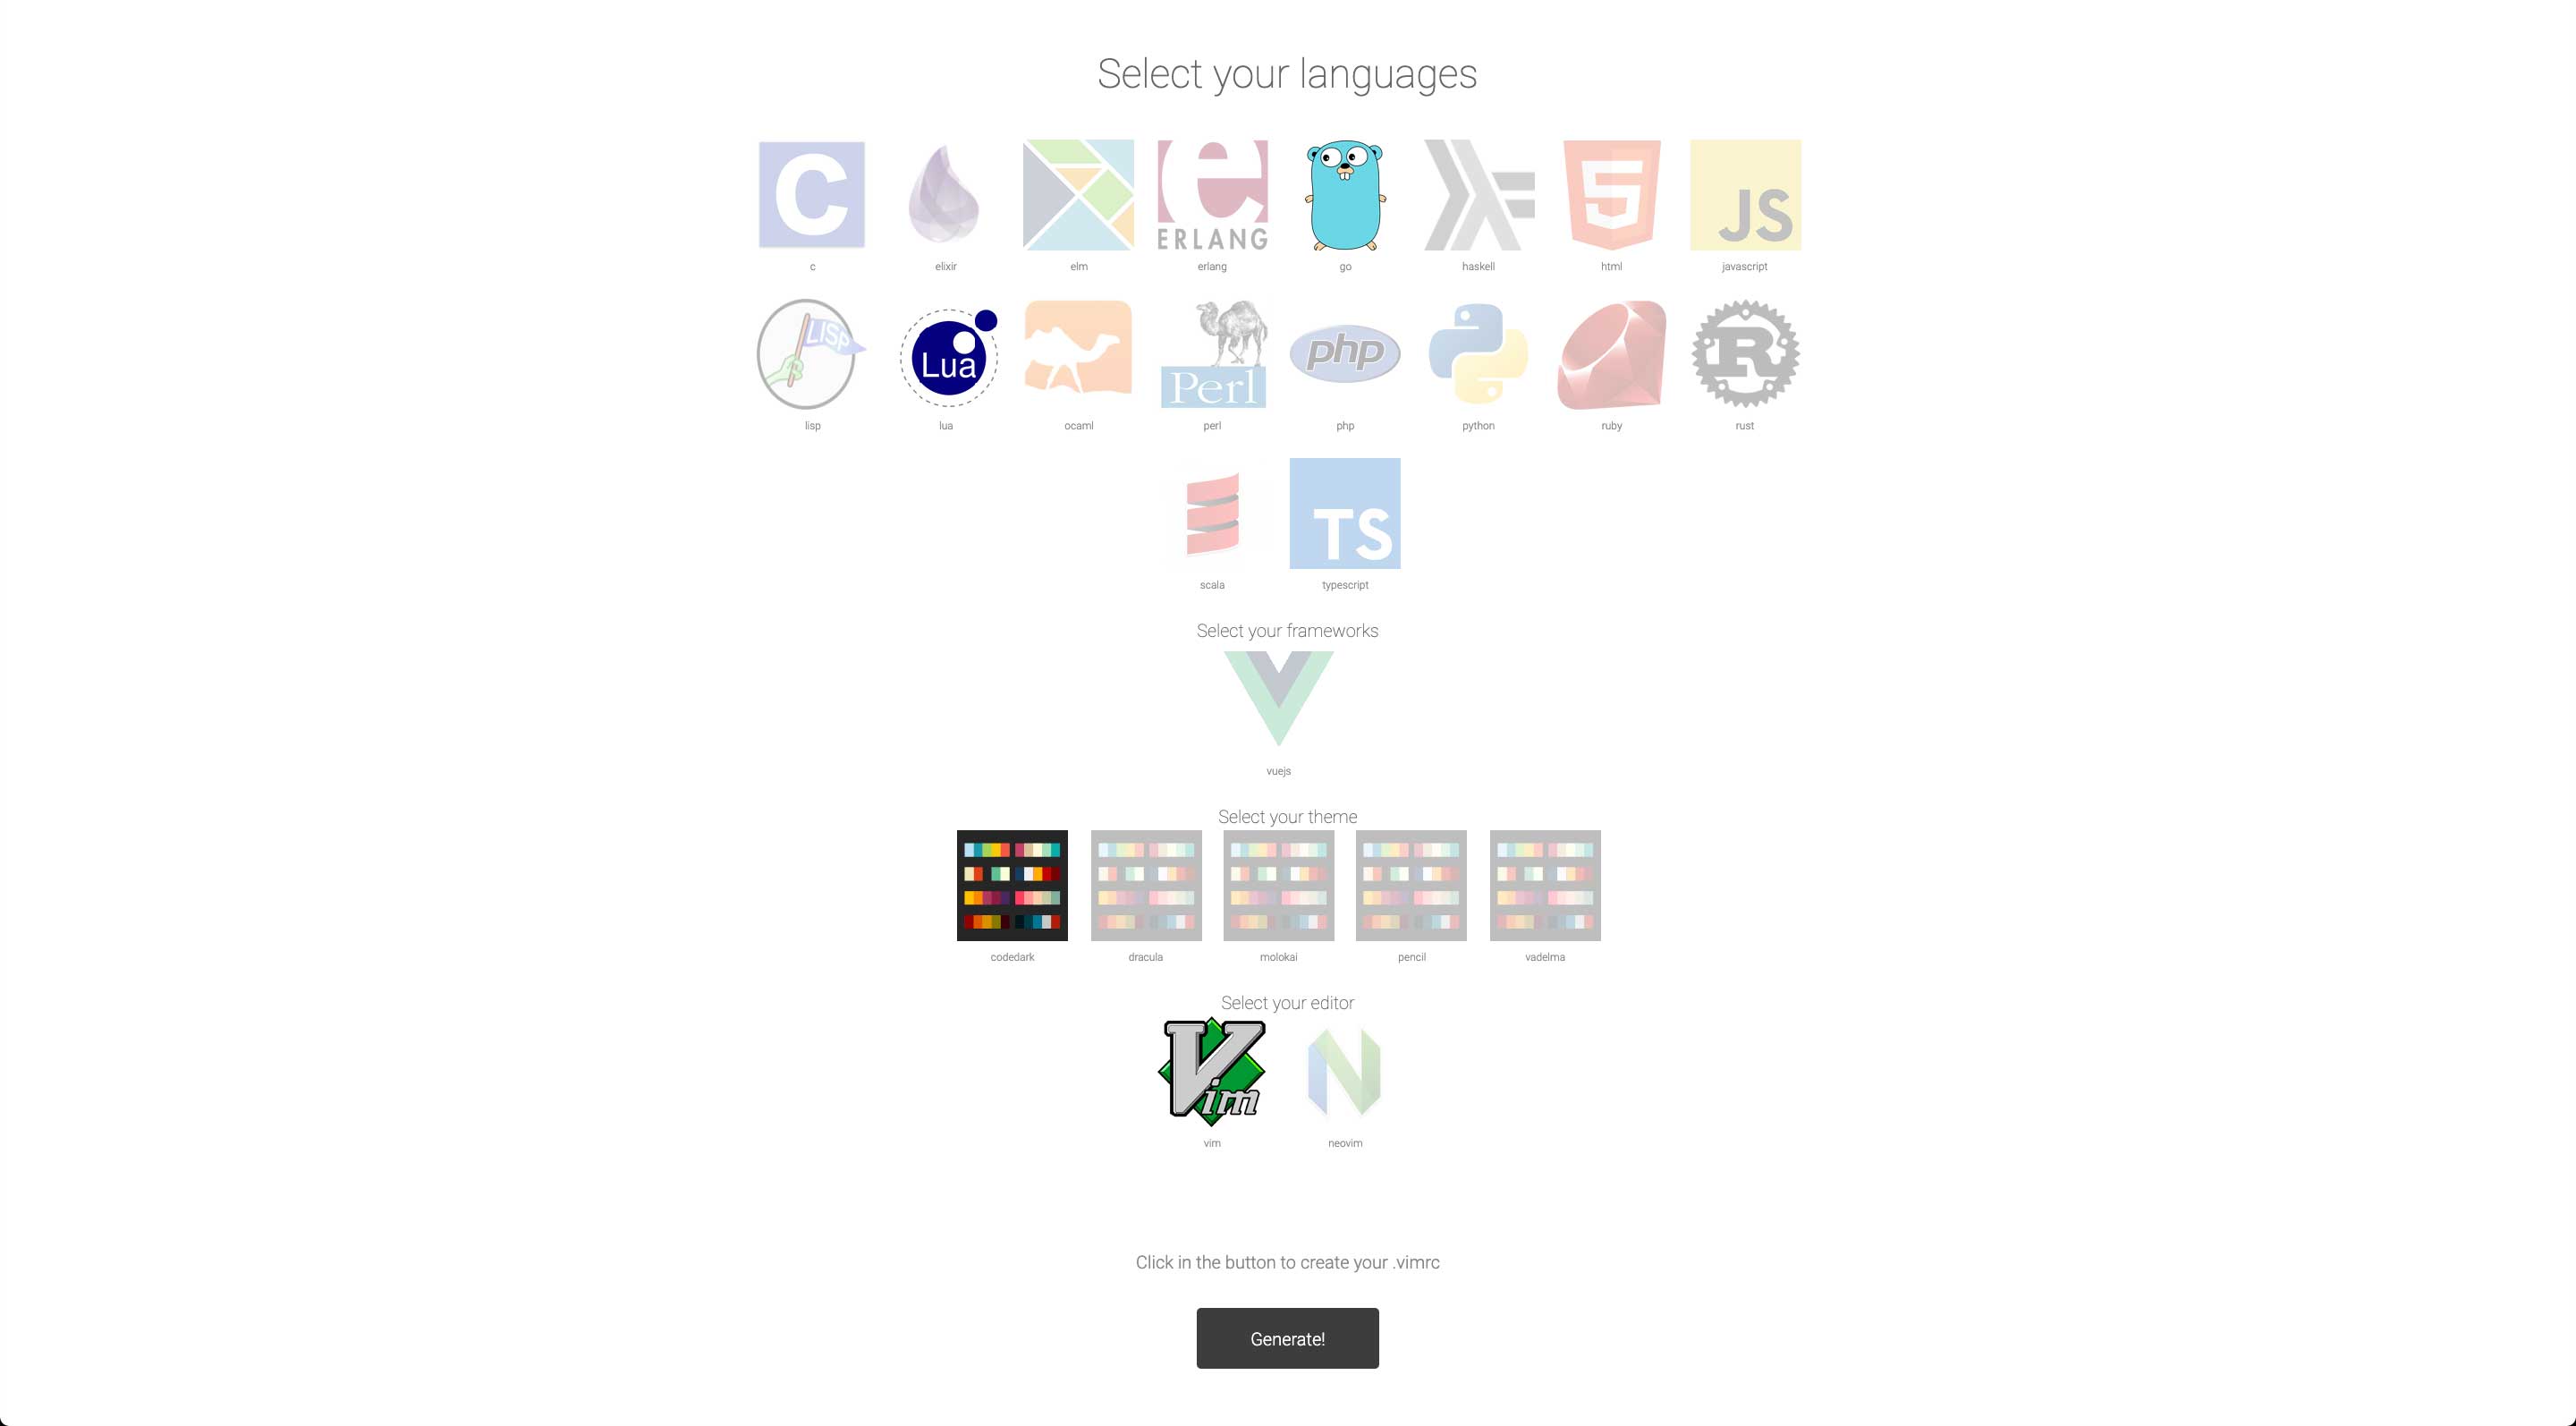 Select your languages
C
ERLANG
JS
c
elixir
elm
erlang
go
haskell
html
javascript
LISP
Lua
Perl
php
R
lisp
lua
ocaml
perl
php
python
ruby
rust
TS
scala
typescript
Select your frameworks
vuejs
Select your theme
codedark
dracula
molokai
pencil
vadelma
Select your editor
Vim
vim
neovim
Click in the button to create your .vimrc
Generate!